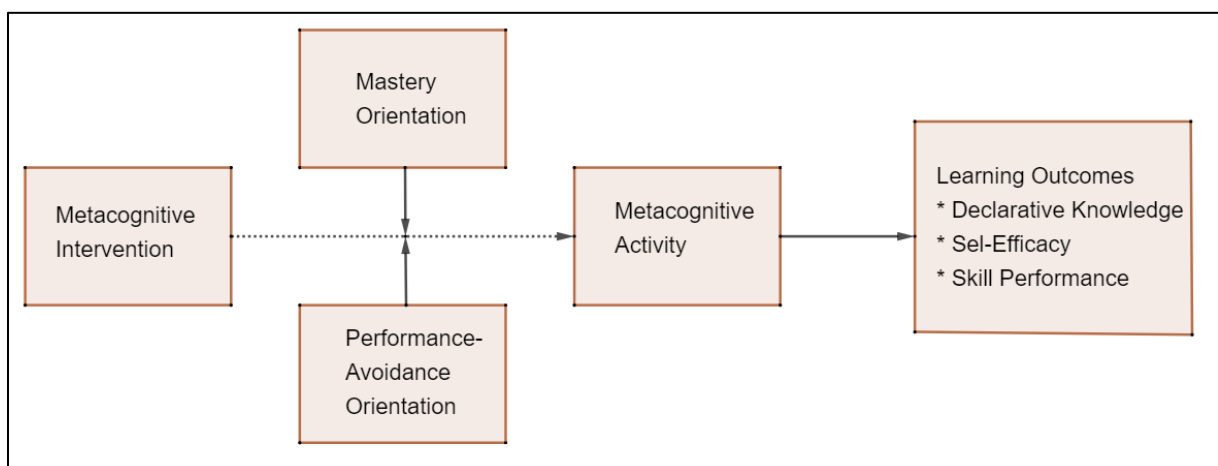 Mastery
Orientation
Metacognitive
Intervention
Metacognitive
Activity
Learning Outcomes
* Declarative Knowledge
* Sel-Efficacy
* Skill Performance
Performance-
Avoidance
Orientation